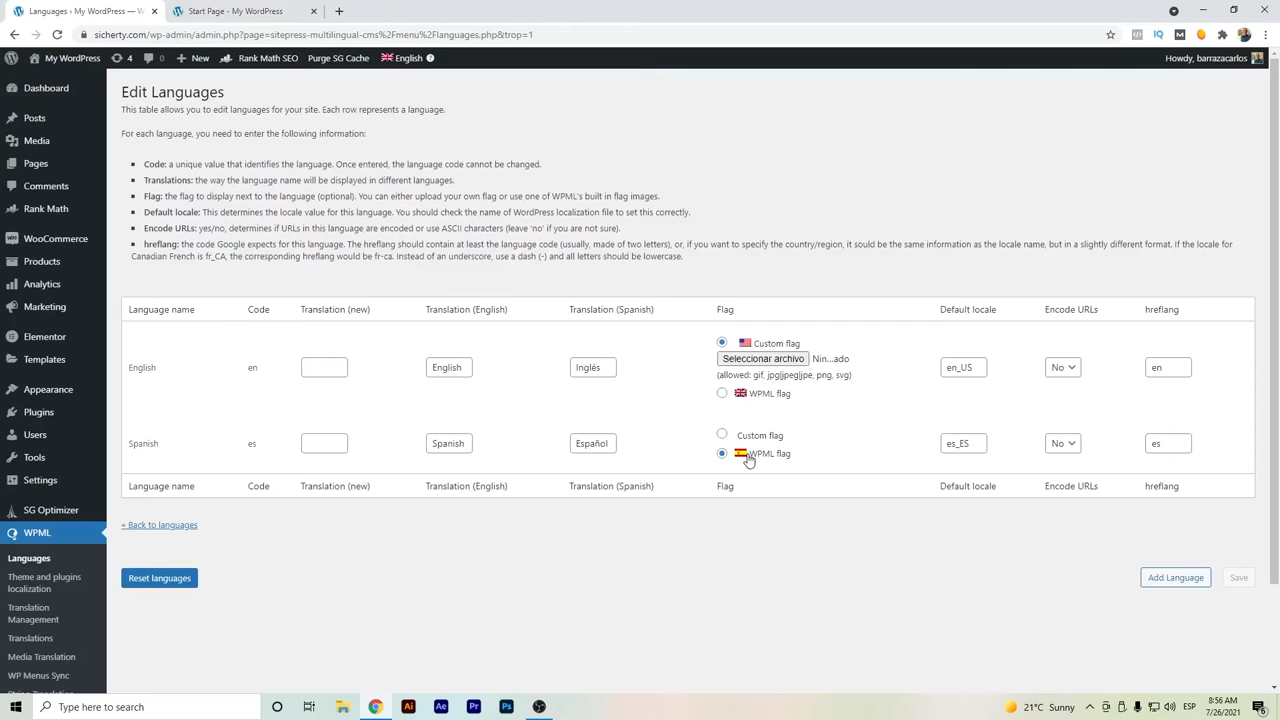 Languages ‹ My WordPress — WPML
Start Page - My WordPress
sicherty.com/wp-admin/admin.php?page=sitepress-multilingual-cms%2Fmenu%2Flanguages.php&trop=1
My WordPress 4 0 New Rank Math SEO Purge SG Cache English Howdy, barrazacarlos
Dashboard
Posts
Media
Pages
Comments
Rank Math
WooCommerce
Products
Analytics
Marketing
Elementor
Templates
Appearance
Plugins
Users
Tools
Settings
SG Optimizer
WPML
Languages
Theme and plugins
localization
Translation
Management
Translations
Media Translation
WP Menus Sync
String Translation
Edit Languages
This table allows you to edit languages for your site. Each row represents a language.
For each language, you need to enter the following information:
Code: a unique value that identifies the language. Once entered, the language code cannot be changed.
Translations: the way the language name will be displayed in different languages.
Flag: the flag to display next to the language (optional). You can either upload your own flag or use one of WPML's built in flag images.
Default locale: This determines the locale value for this language. You should check the name of WordPress localization file to set this correctly.
Encode URLs: yes/no, determines if URLs in this language are encoded or use ASCII characters (leave 'no' if you are not sure).
hreflang: the code Google expects for this language. The hreflang should contain at least the language code (usually, made of two letters), or, if you want to specify the country/region, it sould be the same information as the locale name, but in a slightly different format. If the locale for
Canadian French is fr_CA, the corresponding hreflang would be fr-ca. Instead of an underscore, use a dash (-) and all letters should be lowercase.
Language name Code Translation (new) Translation (English) Translation (Spanish) Flag Default locale Encode URLs hreflang
Custom flag
Seleccionar archivo Nin...ado
English en English Inglés en_US No en
(allowed: gif, jpg|jpeg|jpe, png, svg)
WPML flag
Custom flag
Spanish es Spanish Español es_ES No es
WPML flag
Language name Code Translation (new) Translation (English) Translation (Spanish) Flag Default locale Encode URLs hreflang
« Back to languages
Reset languages Add Language Save
Type here to search
Ai Ae Pr Ps
21°C Sunny ESP
8:56 AM
7/26/2021
6